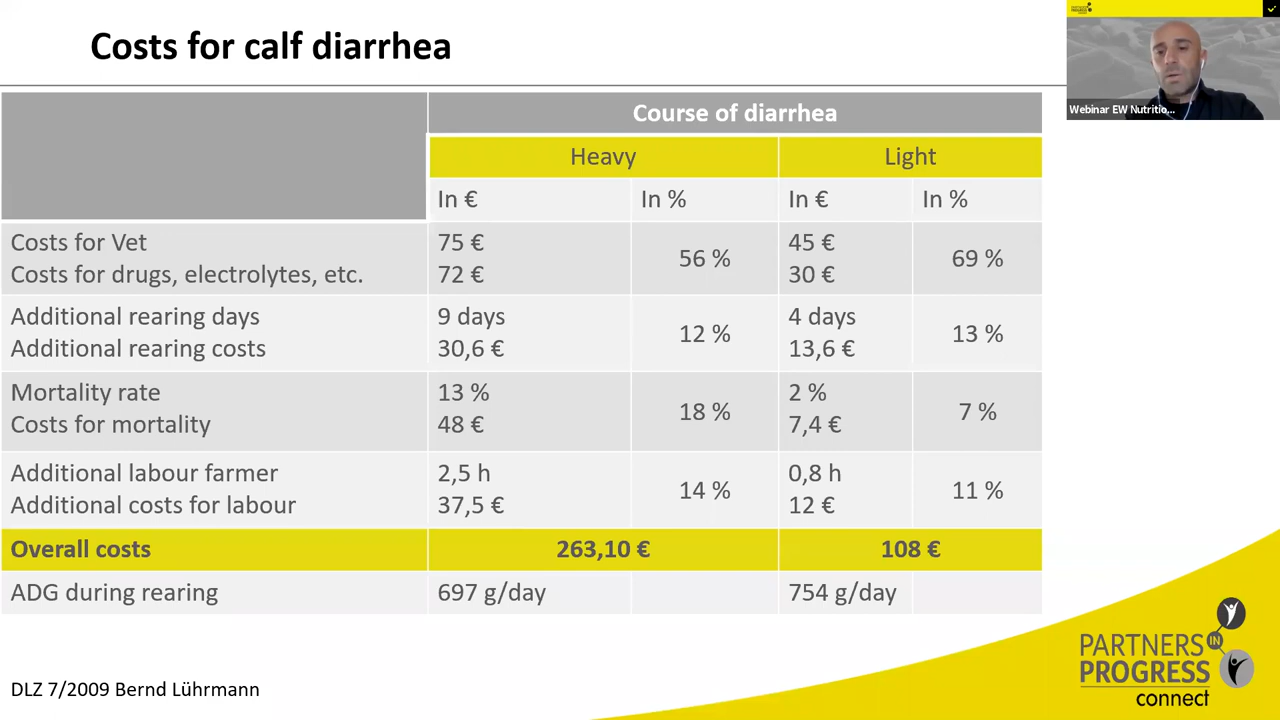 Costs for calf diarrhea
Webinar EW Nutritio...
Course of diarrhea
Heavy
Light
In €
In %
In €
In %
Costs for Vet
75 €
56 %
45 €
69 %
Costs for drugs, electrolytes, etc.
72 €
30 €
Additional rearing days
9 days
12 %
4 days
13 %
Additional rearing costs
30,6 €
13,6 €
Mortality rate
13 %
18 %
2 %
7 %
Costs for mortality
48 €
7,4 €
Additional labour farmer
2,5 h
14 %
0,8 h
11 %
Additional costs for labour
37,5 €
12 €
Overall costs
263,10 €
108 €
ADG during rearing
697 g/day
754 g/day
DLZ 7/2009 Bernd Lührmann
PARTNERS IN
PROGRESS
connect